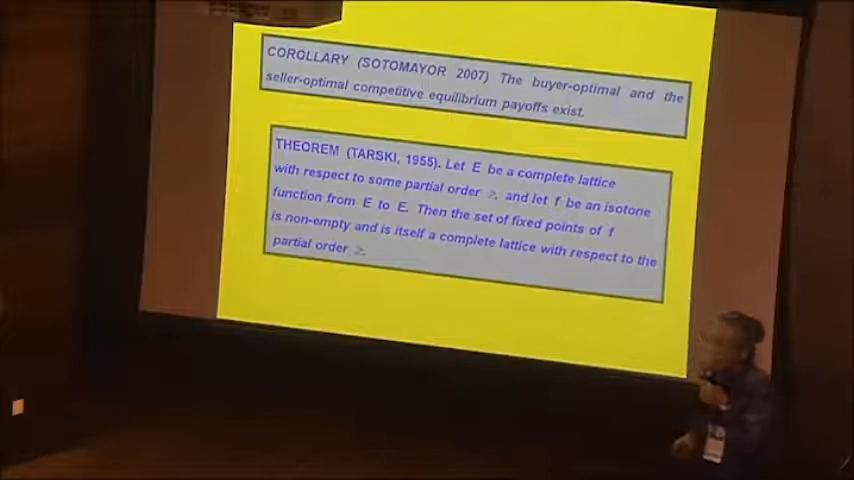 COROLLARY (SOTOMAYOR 2007) The buyer-optimal and the
seller-optimal competitive equilibrium payoffs exist.
THEOREM (TARSKI, 1955). Let E be a complete lattice
with respect to some partial order ≥, and let f be an isotone
function from E to E. Then the set of fixed points of f
is non-empty and is itself a complete lattice with respect to the
partial order ≥.